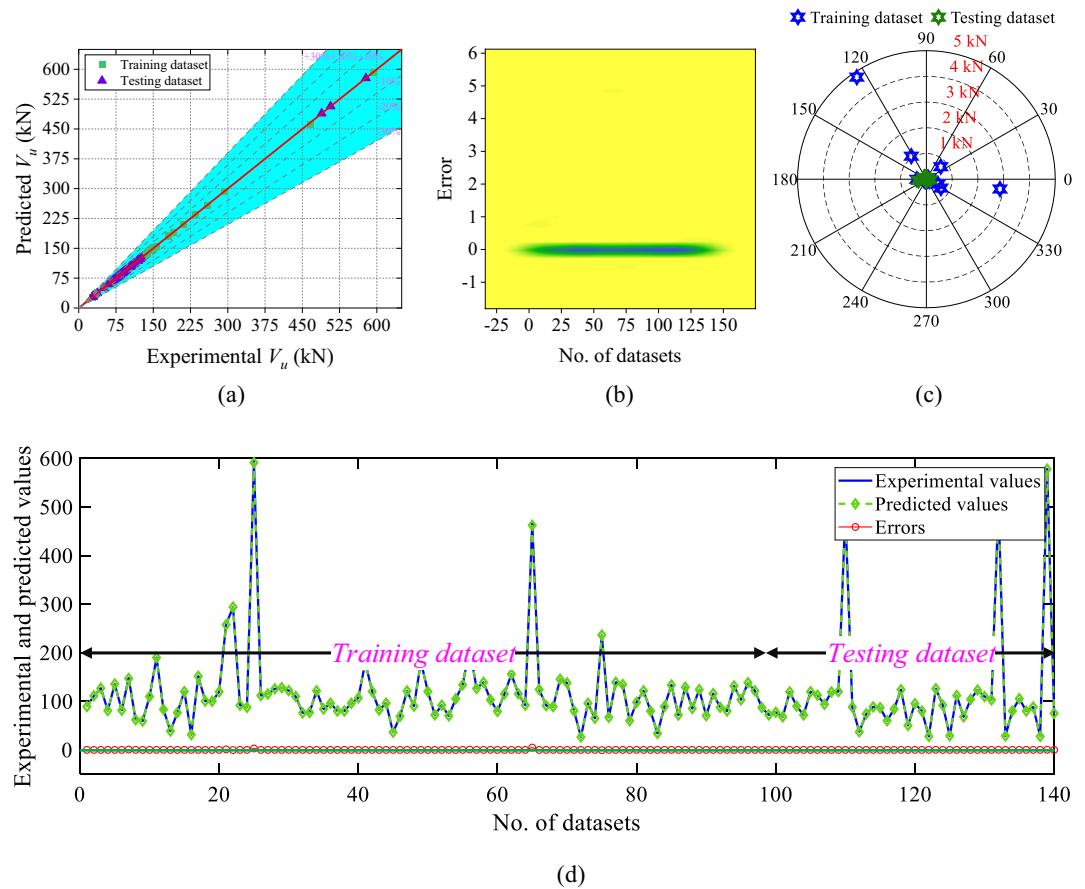 Training dataset
Testing dataset
650
600
525
450
375
300
225
150
75
0
0 75 150 225 300 375 450 525 600
Predicted V_u (kN)
Experimental V_u (kN)
(a)
6
5
4
3
2
1
0
-1
-25 0 25 50 75 100 125 150
Error
No. of datasets
(b)
Training dataset Testing dataset
90
120 60
150 30
180 0
210 330
240 300
270
5 kN
4 kN
3 kN
2 kN
1 kN
(c)
600
500
400
300
200
100
0
0 20 40 60 80 100 120 140
Experimental and predicted values
No. of datasets
Experimental values
Predicted values
Errors
Training dataset Testing dataset
(d)